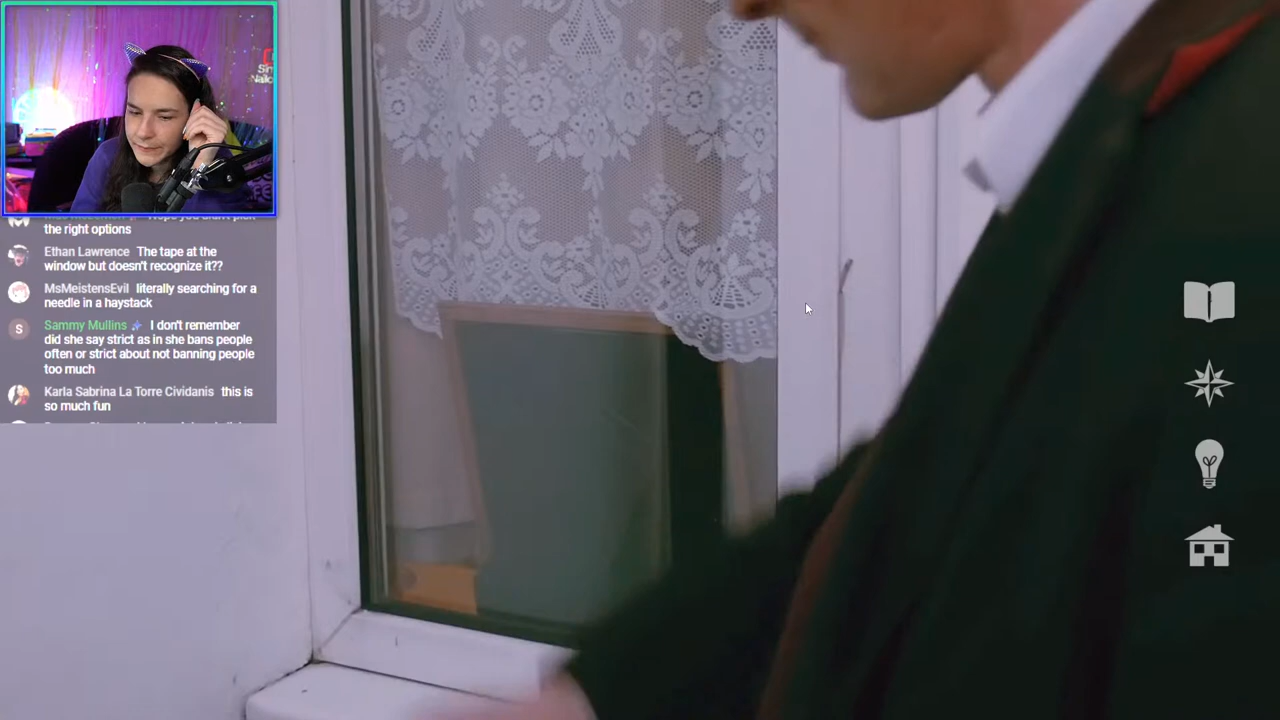 the right options
Ethan Lawrence The tape at the
window but doesn't recognize it??
MsMeistensEvil literally searching for a
needle in a haystack
S Sammy Mullins I don't remember
did she say strict as in she bans people
often or strict about not banning people
too much
Karla Sabrina La Torre Cividanis this is
so much fun